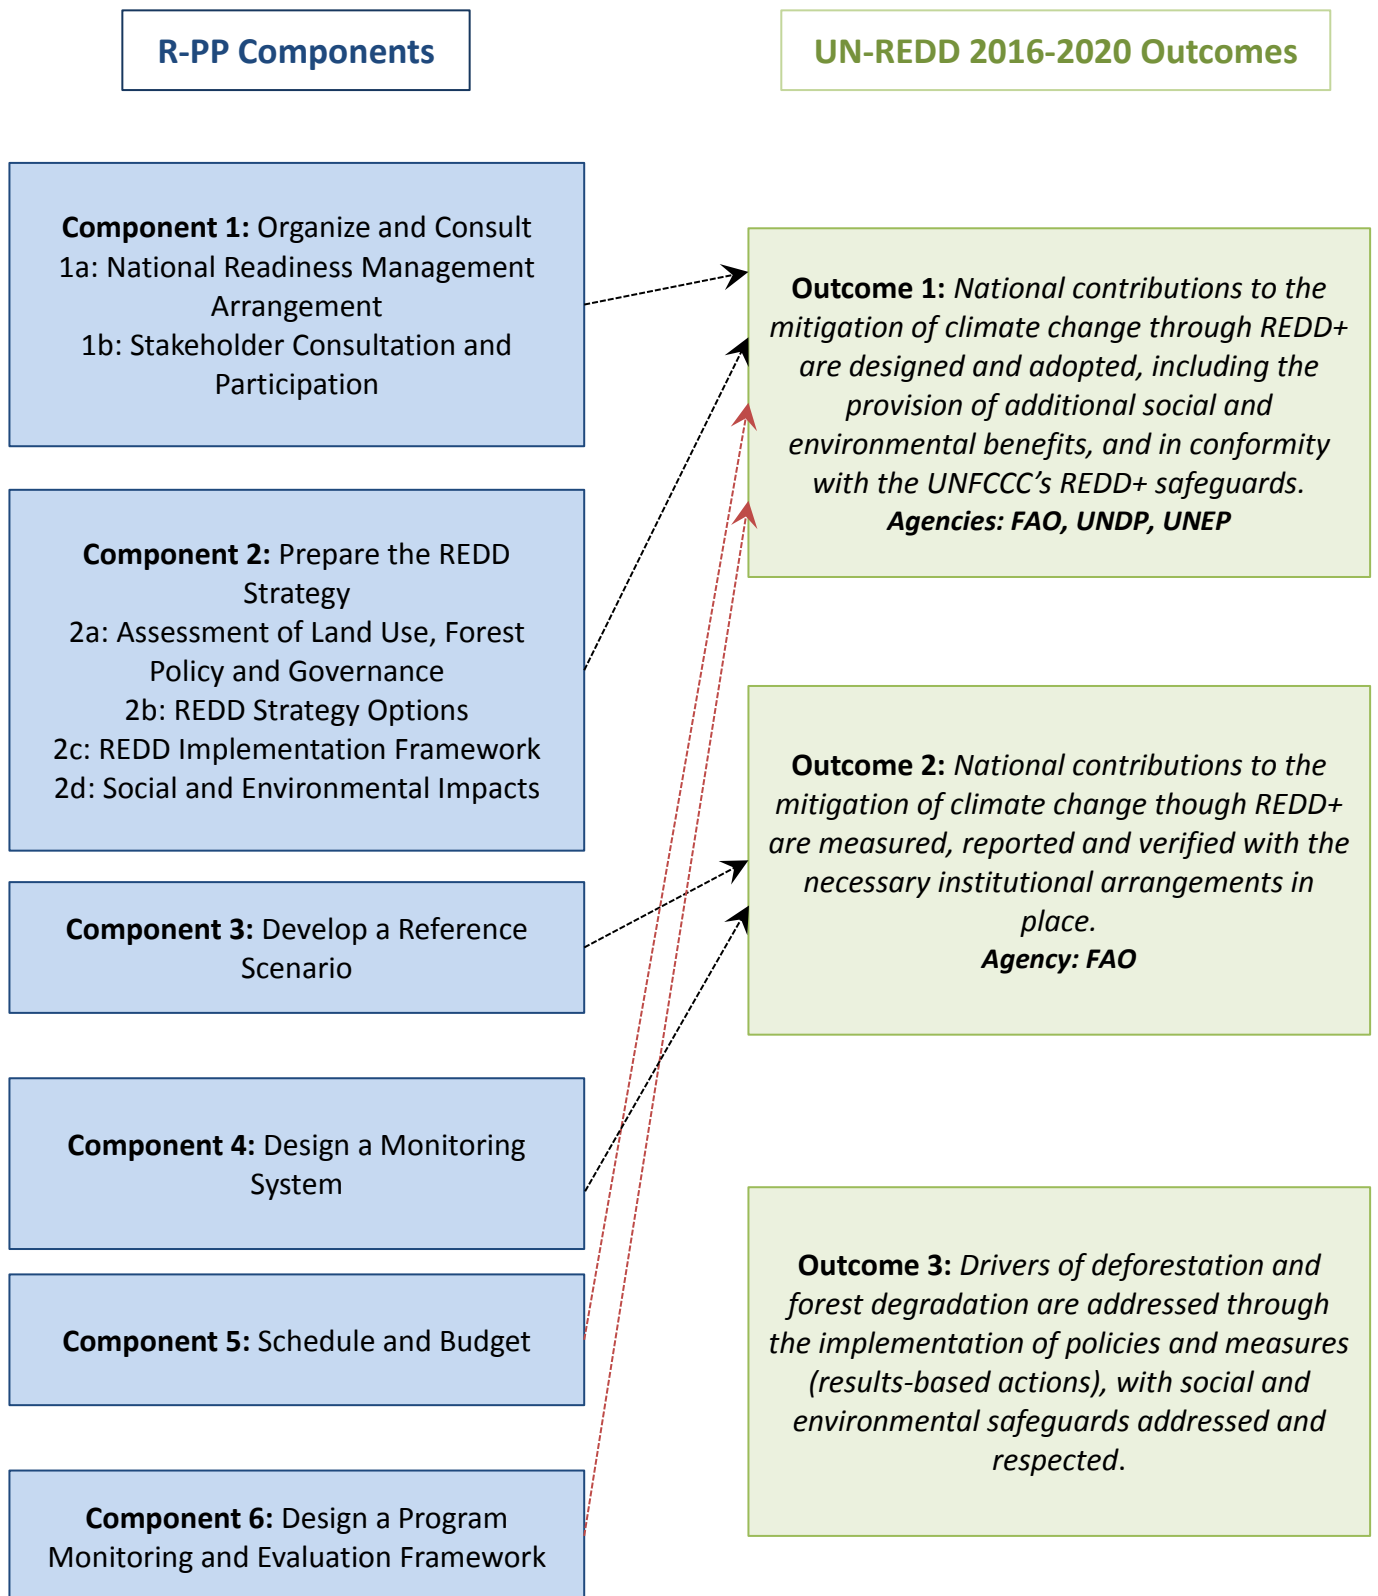 R-PP Components
UN-REDD 2016-2020 Outcomes
Component 1: Organize and Consult
1a: National Readiness Management
Arrangement
1b: Stakeholder Consultation and
Participation
Component 2: Prepare the REDD
Strategy
2a: Assessment of Land Use, Forest
Policy and Governance
2b: REDD Strategy Options
2c: REDD Implementation Framework
2d: Social and Environmental Impacts
Component 3: Develop a Reference
Scenario
Component 4: Design a Monitoring
System
Component 5: Schedule and Budget
Component 6: Design a Program
Monitoring and Evaluation Framework
Outcome 1: National contributions to the
mitigation of climate change through REDD+
are designed and adopted, including the
provision of additional social and
environmental benefits, and in conformity
with the UNFCCC’s REDD+ safeguards.
Agencies: FAO, UNDP, UNEP
Outcome 2: National contributions to the
mitigation of climate change though REDD+
are measured, reported and verified with the
necessary institutional arrangements in
place.
Agency: FAO
Outcome 3: Drivers of deforestation and
forest degradation are addressed through
the implementation of policies and measures
(results-based actions), with social and
environmental safeguards addressed and
respected.